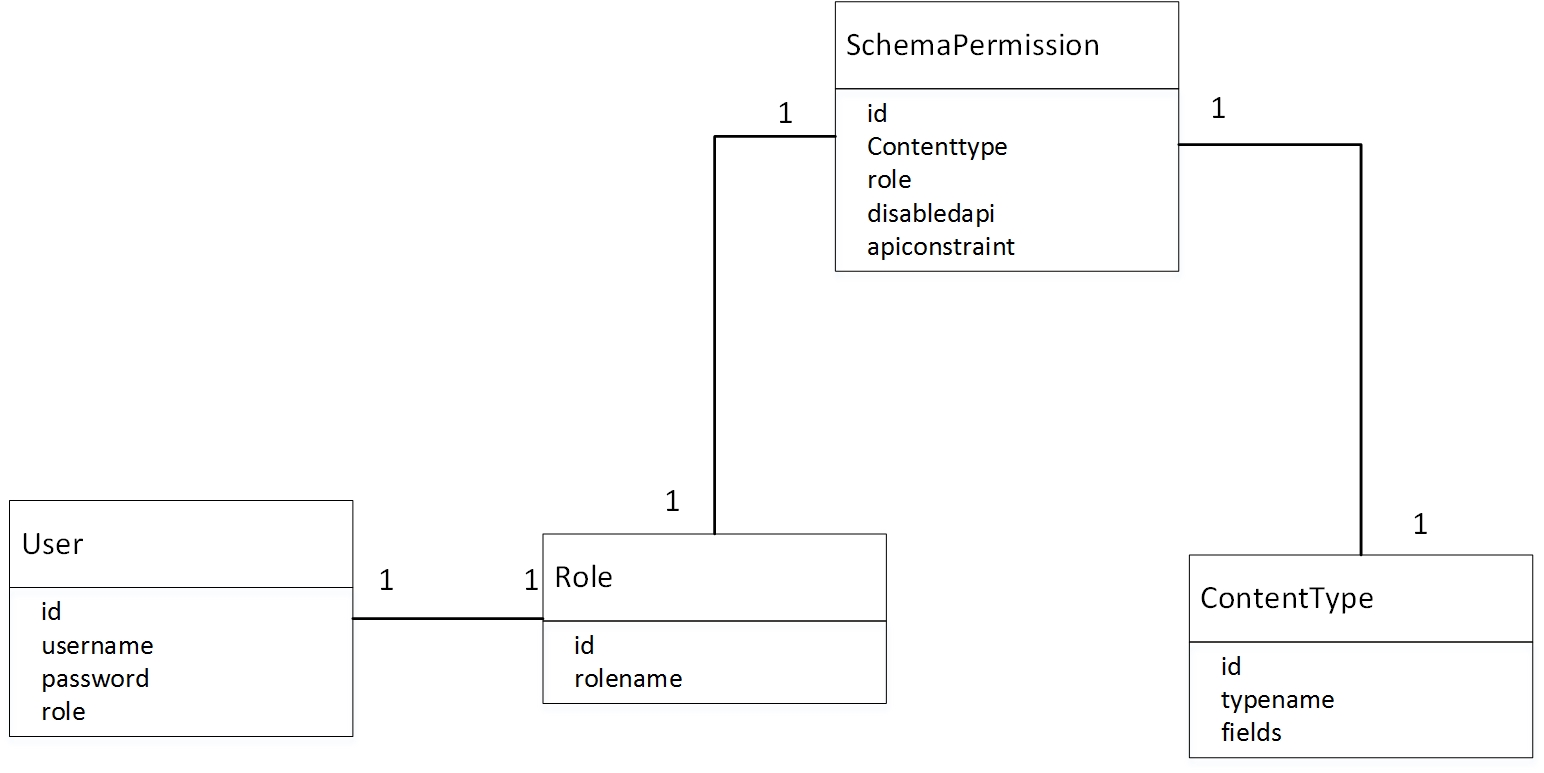 SchemaPermission
id
Contenttype
role
disabledapi
apiconstraint
1
1
1
1
User
id
username
password
role
1
1
Role
id
rolename
ContentType
id
typename
fields